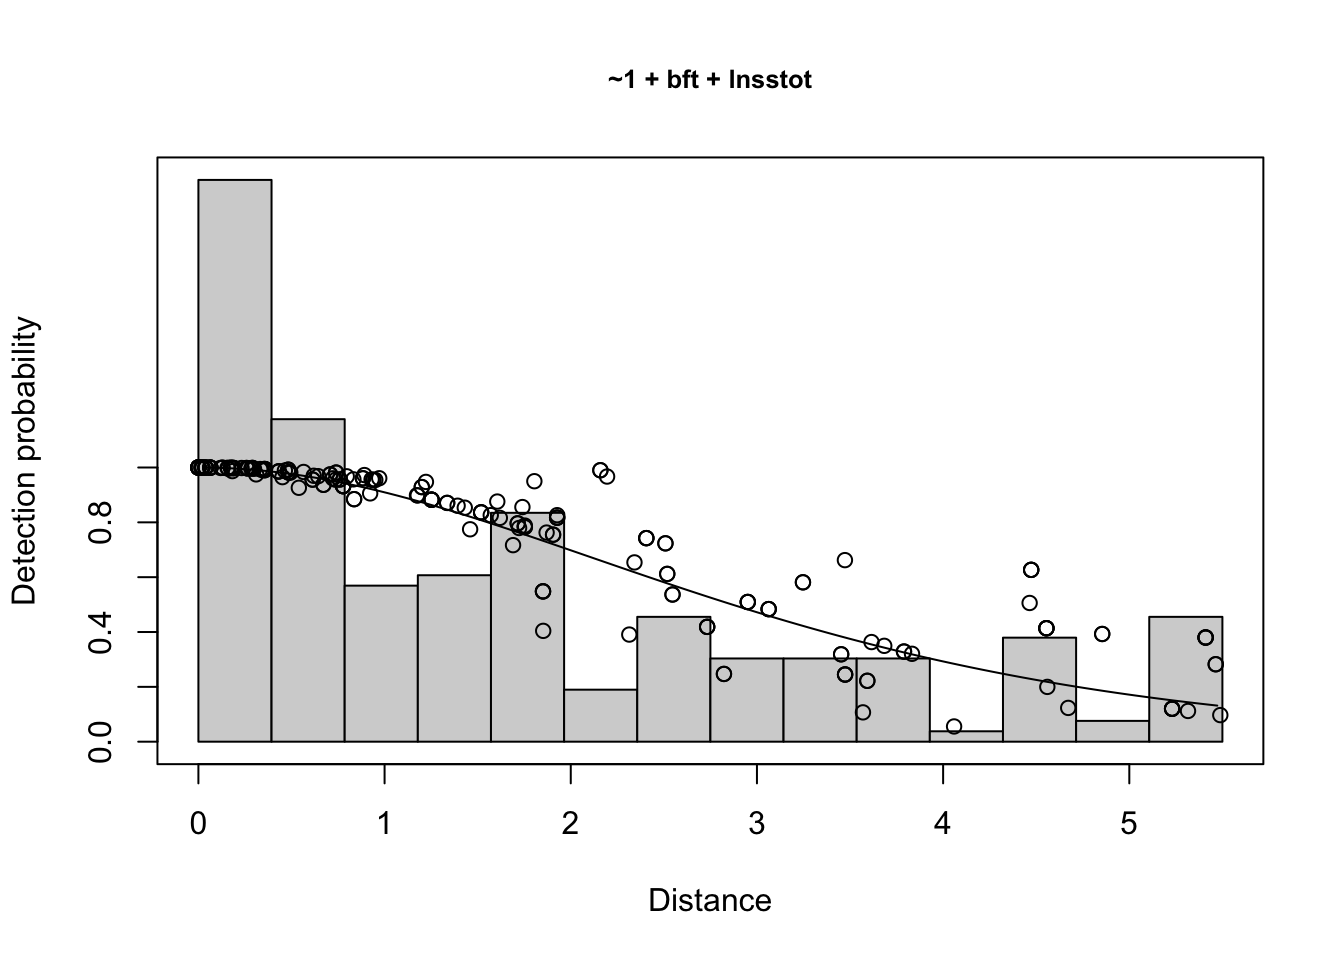 ~1 + bft + lnsstot
Detection probability
0.8
0.4
0.0
0 1 2 3 4 5
Distance